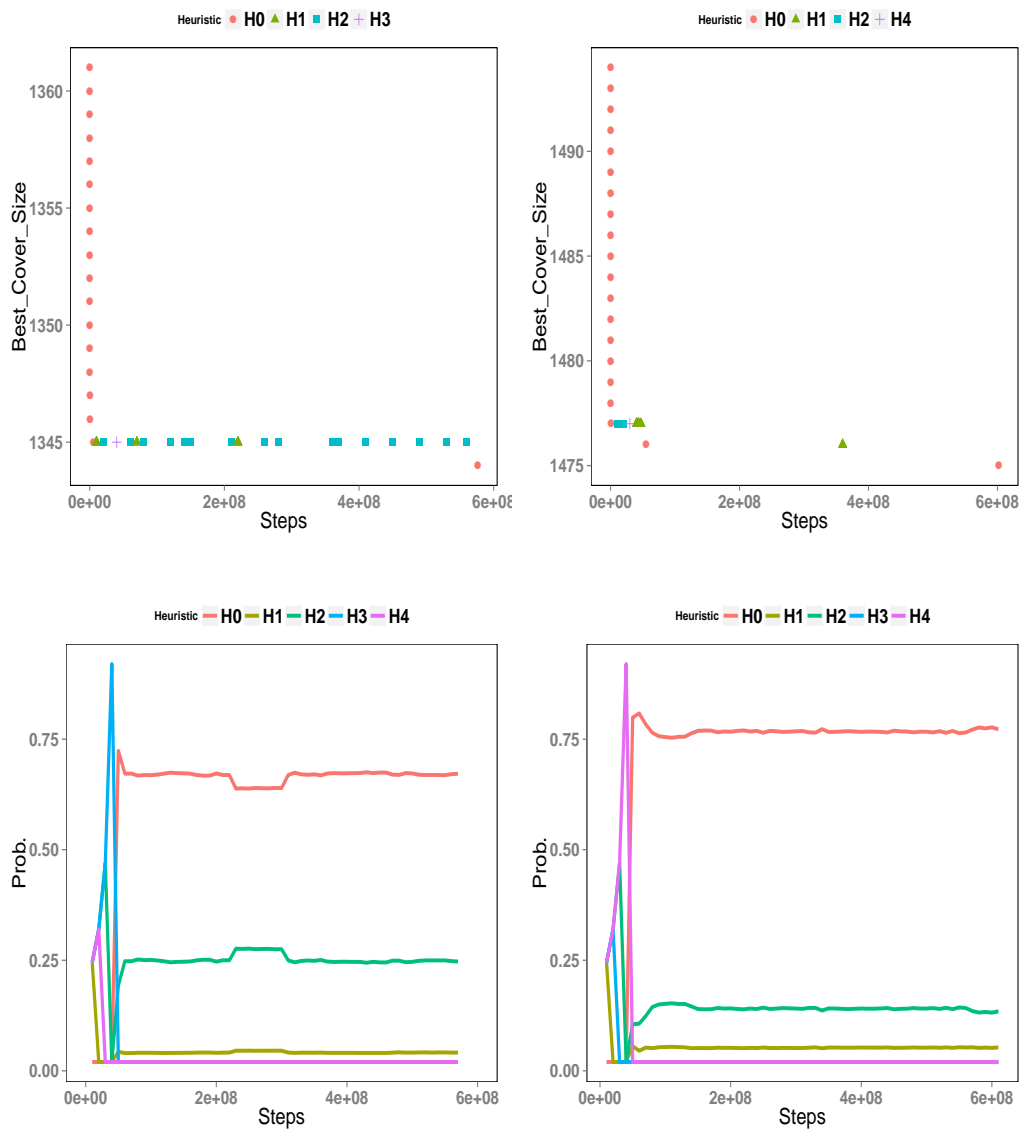 Heuristic H0 H1 H2 H3
Best_Cover_Size
1360
1355
1350
1345
0e+00 2e+08 4e+08 6e+08
Steps
Heuristic H0 H1 H2 H4
Best_Cover_Size
1490
1485
1480
1475
0e+00 2e+08 4e+08 6e+08
Steps
Heuristic H0 H1 H2 H3 H4
Prob.
0.75
0.50
0.25
0.00
0e+00 2e+08 4e+08 6e+08
Steps
Heuristic H0 H1 H2 H3 H4
Prob.
0.75
0.50
0.25
0.00
0e+00 2e+08 4e+08 6e+08
Steps